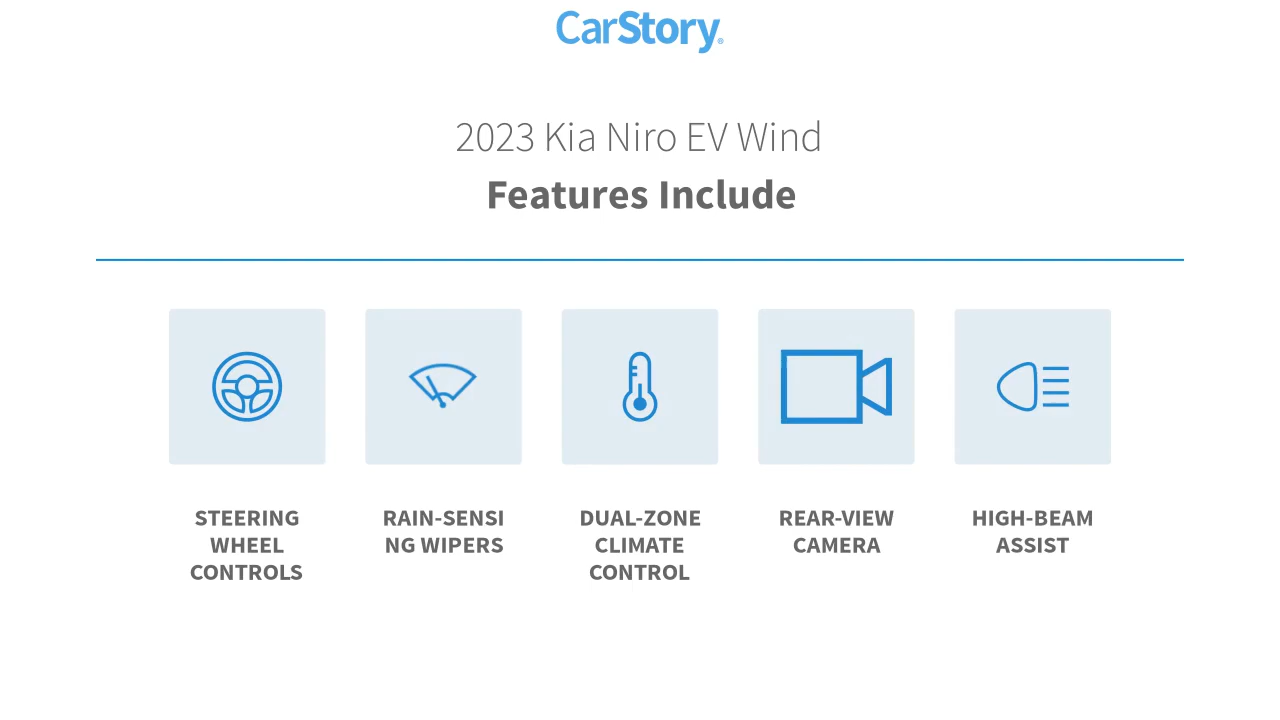 CarStory®
2023 Kia Niro EV Wind
Features Include
STEERING
WHEEL
CONTROLS
RAIN-SENSI
NG WIPERS
DUAL-ZONE
CLIMATE
CONTROL
REAR-VIEW
CAMERA
HIGH-BEAM
ASSIST